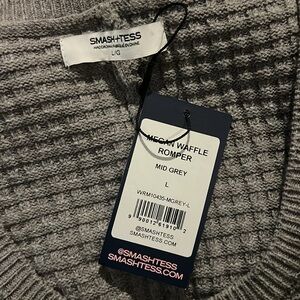 SMASH+TESS
L/G
MEGAN WAFFLE
ROMPER
MID GREY
L
WRM10435-MGREY-L
@SMASHTESS
SMASHTESS.COM
@SMASHTESS
SMASHTESS.COM